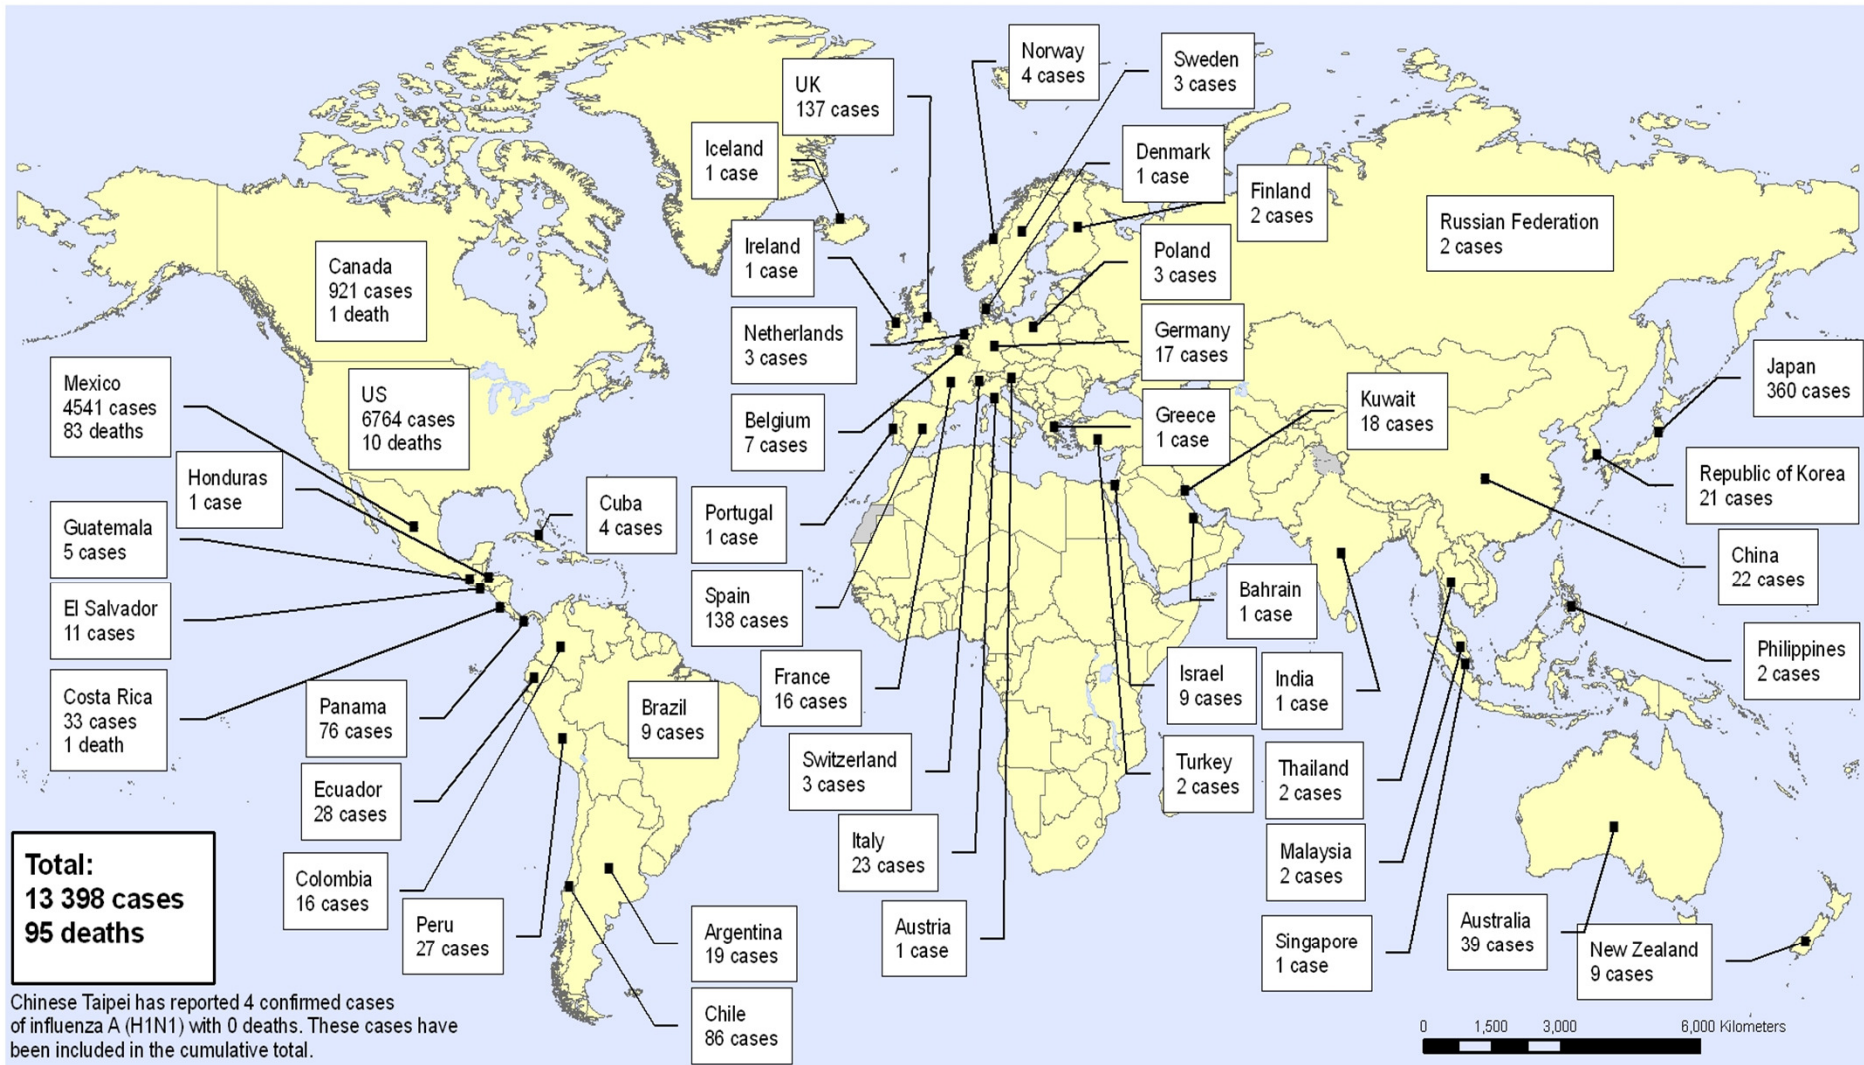 Norway
4 cases
Sweden
3 cases
UK
137 cases
Iceland
1 case
Denmark
1 case
Finland
2 cases
Russian Federation
2 cases
Ireland
1 case
Poland
3 cases
Canada
921 cases
1 death
Netherlands
3 cases
Germany
17 cases
Japan
360 cases
Mexico
4541 cases
83 deaths
US
6764 cases
10 deaths
Belgium
7 cases
Greece
1 case
Kuwait
18 cases
Honduras
1 case
Republic of Korea
21 cases
Cuba
4 cases
Portugal
1 case
Guatemala
5 cases
China
22 cases
El Salvador
11 cases
Spain
138 cases
Bahrain
1 case
Philippines
2 cases
Costa Rica
33 cases
1 death
Panama
76 cases
Brazil
9 cases
France
16 cases
Israel
9 cases
India
1 case
Switzerland
3 cases
Turkey
2 cases
Thailand
2 cases
Ecuador
28 cases
Italy
23 cases
Malaysia
2 cases
Total:
13 398 cases
95 deaths
Colombia
16 cases
Peru
27 cases
Argentina
19 cases
Austria
1 case
Singapore
1 case
Australia
39 cases
New Zealand
9 cases
Chile
86 cases
Chinese Taipei has reported 4 confirmed cases
of influenza A (H1N1) with 0 deaths. These cases have
been included in the cumulative total.
0 1,500 3,000 6,000 Kilometers